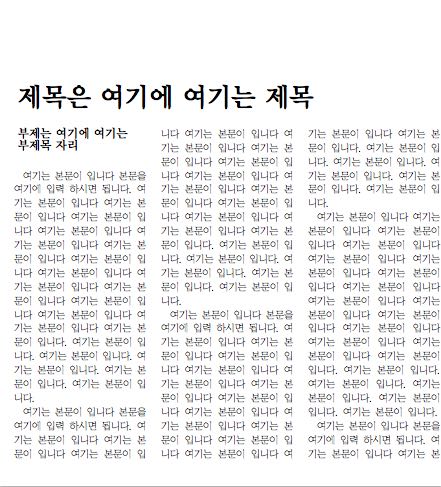 제목은 여기에 여기는 제목
부제는 여기에 여기는
부제목 자리
여기는 본문이 입니다 본문을
여기에 입력 하시면 됩니다. 여
기는 본문이 입니다 여기는 본
문이 입니다 여기는 본문이 입
니다 여기는 본문이 입니다 여
기는 본문이 입니다 여기는 본
문이 입니다 여기는 본문이 입
니다 여기는 본문이 입니다 여
기는 본문이 입니다 여기는 본
문이 입니다 여기는 본문이 입
니다 여기는 본문이 입니다 여
기는 본문이 입니다 여기는 본
문이 입니다. 여기는 본문이 입
니다. 여기는 본문이 입니다. 여
기는 본문이 입니다. 여기는 본
문이 입니다. 여기는 본문이 입
니다.
여기는 본문이 입니다 본문을
여기에 입력 하시면 됩니다. 여
기는 본문이 입니다 여기는 본
문이 입니다 여기는 본문이 입
니다 여기는 본문이 입니다 여
기는 본문이 입니다 여기는 본
문이 입니다 여기는 본문이 입
니다 여기는 본문이 입니다 여
기는 본문이 입니다 여기는 본
문이 입니다 여기는 본문이 입
니다 여기는 본문이 입니다 여
기는 본문이 입니다 여기는 본
문이 입니다. 여기는 본문이 입
니다. 여기는 본문이 입니다. 여
기는 본문이 입니다. 여기는 본
문이 입니다. 여기는 본문이 입
니다.
여기는 본문이 입니다 본문을
여기에 입력 하시면 됩니다. 여
기는 본문이 입니다 여기는 본
문이 입니다 여기는 본문이 입
니다 여기는 본문이 입니다 여
기는 본문이 입니다 여기는 본
문이 입니다 여기는 본문이 입
니다 여기는 본문이 입니다 여
기는 본문이 입니다 여기는 본
문이 입니다 여기는 본문이 입
니다 여기는 본문이 입니다 여
기는 본문이 입니다 여기는 본
문이 입니다. 여기는 본문이 입
니다. 여기는 본문이 입니다. 여
기는 본문이 입니다. 여기는 본
문이 입니다. 여기는 본문이 입
니다.
여기는 본문이 입니다 여기는
본문이 입니다 여기는 본문이
입니다 여기는 본문이 입니다
여기는 본문이 입니다 여기는
본문이 입니다 여기는 본문이
입니다 여기는 본문이 입니다
여기는 본문이 입니다 여기는
본문이 입니다 여기는 본문이
입니다 여기는 본문이 입니다
여기는 본문이 입니다 여기는
본문이 입니다. 여기는 본문이
입니다. 여기는 본문이 입니다.
여기는 본문이 입니다. 여기는
본문이 입니다. 여기는 본문이
입니다. 여기는 본문이 입니다.
여기는 본문이 입니다 본문을
여기에 입력 하시면 됩니다. 여
기는 본문이 입니다 여기는 본